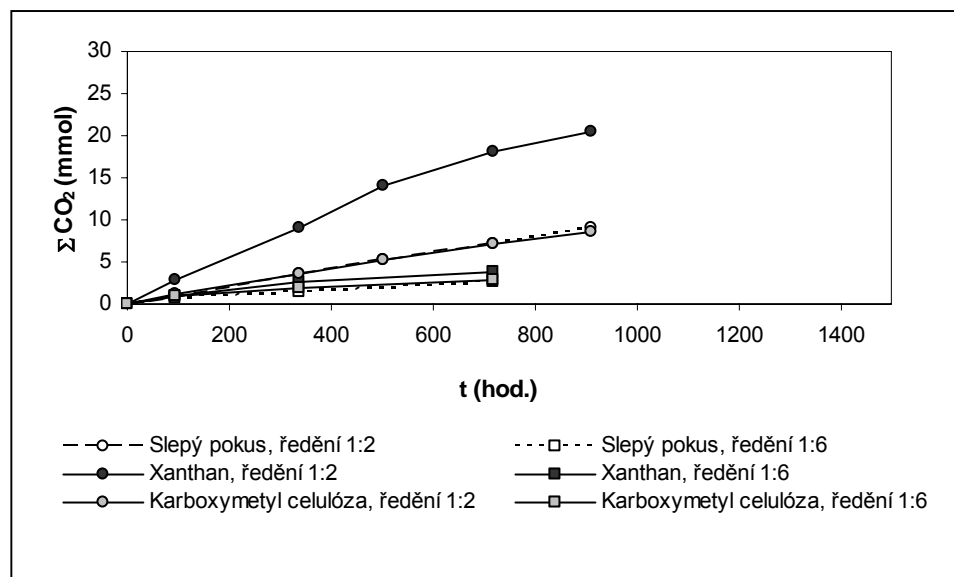 30
25
20
15
10
5
0
Σ CO₂ (mmol)
0 200 400 600 800 1000 1200 1400
t (hod.)
Slepý pokus, ředění 1:2
Slepý pokus, ředění 1:6
Xanthan, ředění 1:2
Xanthan, ředění 1:6
Karboxymetyl celulóza, ředění 1:2
Karboxymetyl celulóza, ředění 1:6